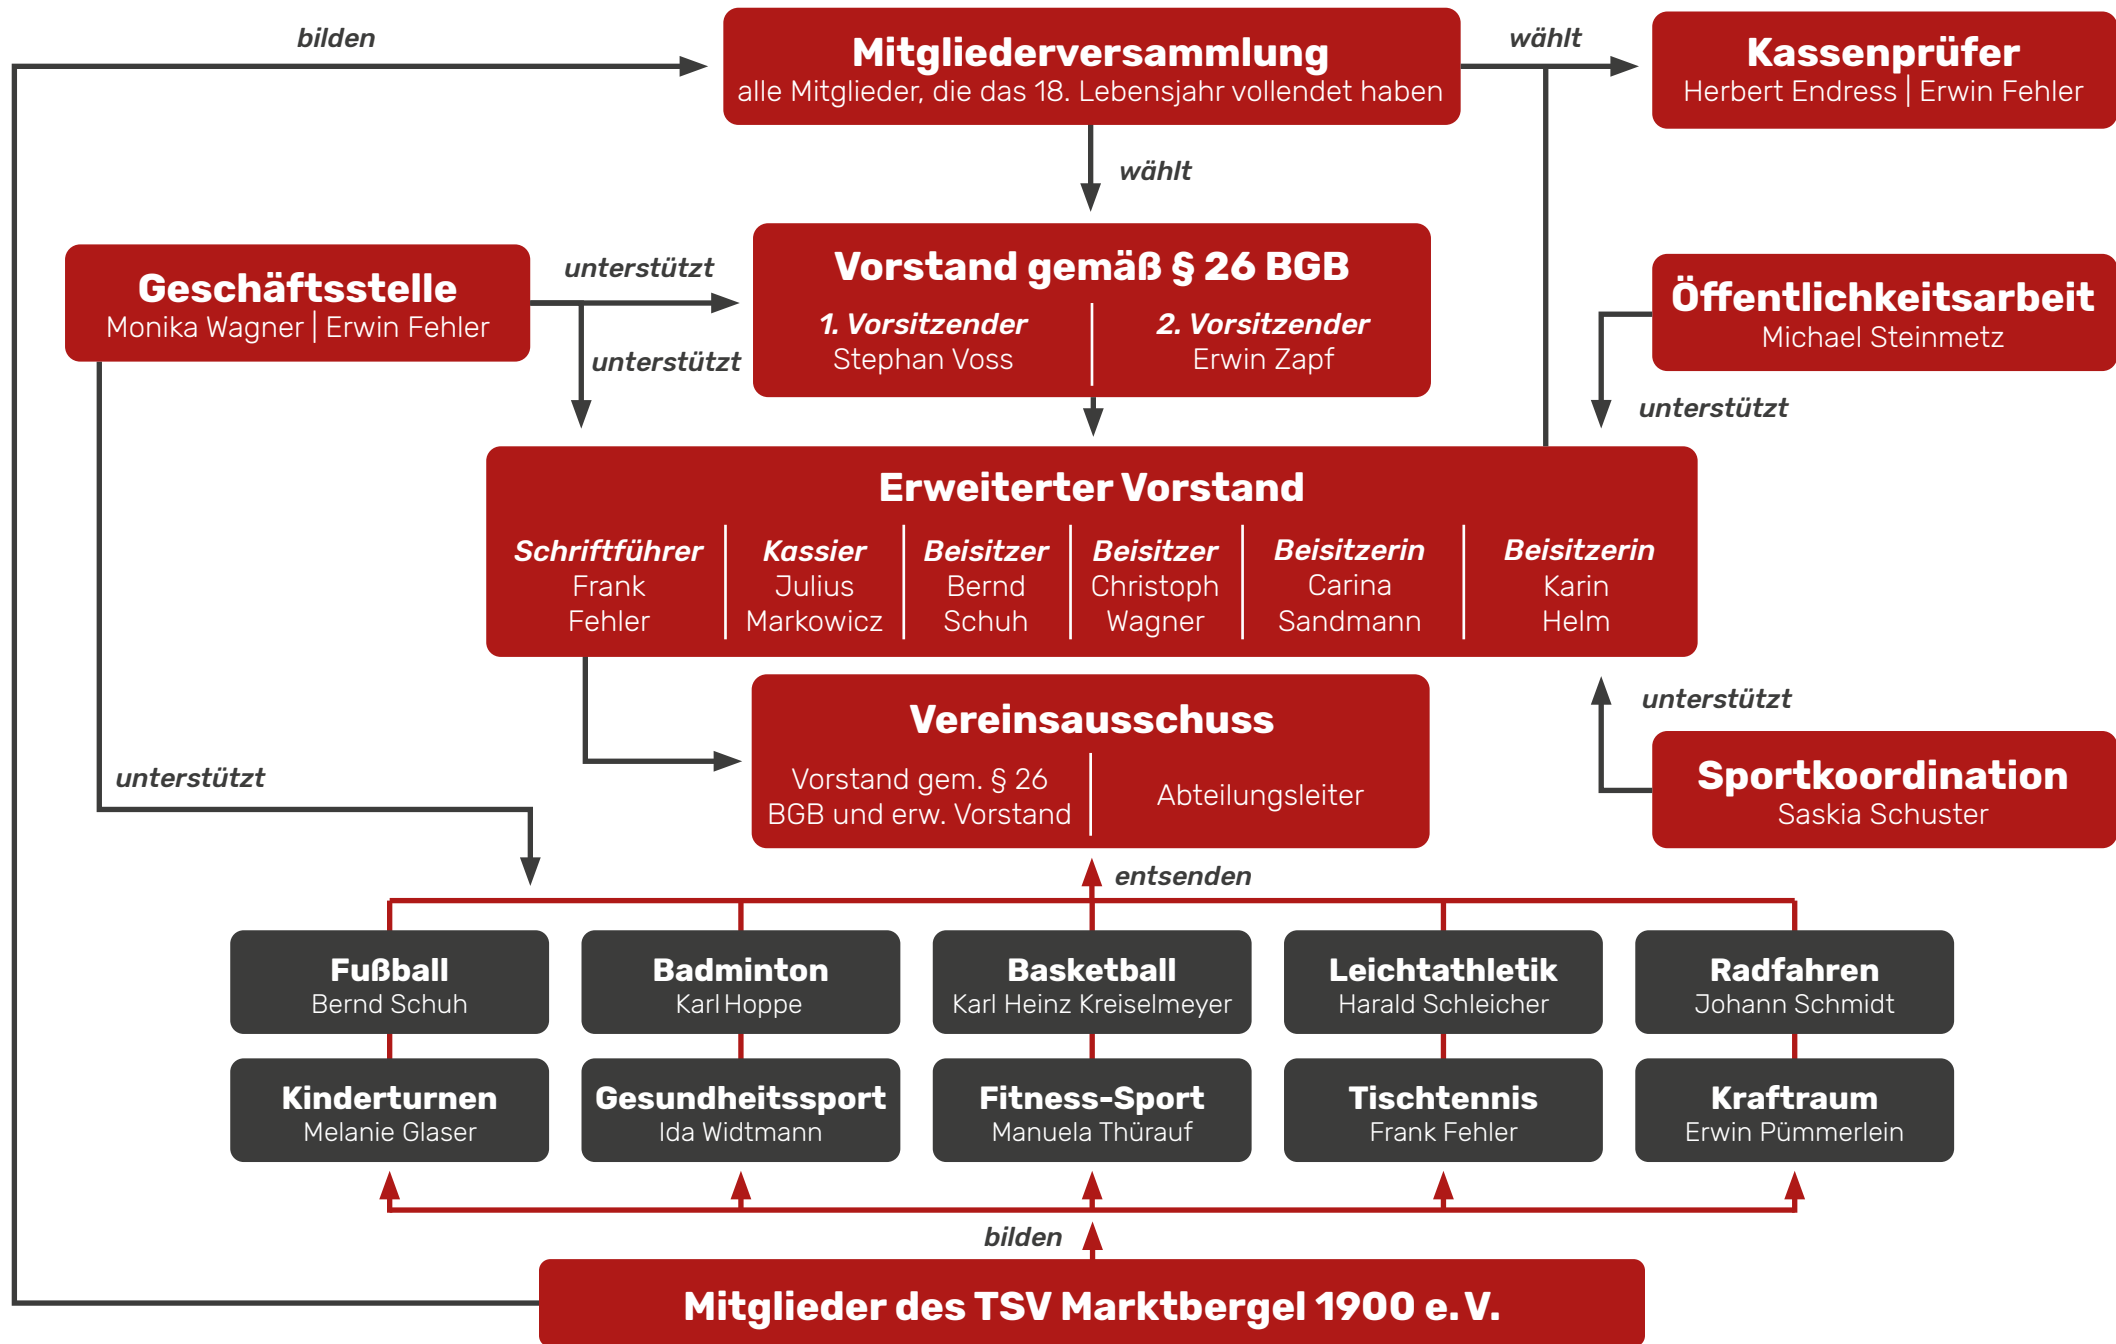 bilden
Mitgliederversammlung
alle Mitglieder, die das 18. Lebensjahr vollendet haben
wählt
Kassenprüfer
Herbert Endress | Erwin Fehler
wählt
Geschäftsstelle
Monika Wagner | Erwin Fehler
unterstützt
unterstützt
Vorstand gemäß § 26 BGB
1. Vorsitzender
Stephan Voss
2. Vorsitzender
Erwin Zapf
Öffentlichkeitsarbeit
Michael Steinmetz
unterstützt
Erweiterter Vorstand
Schriftführer
Frank
Fehler
Kassier
Julius
Markowicz
Beisitzer
Bernd
Schuh
Beisitzer
Christoph
Wagner
Beisitzerin
Carina
Sandmann
Beisitzerin
Karin
Helm
Vereinsausschuss
Vorstand gem. § 26
BGB und erw. Vorstand
Abteilungsleiter
unterstützt
Sportkoordination
Saskia Schuster
unterstützt
entsenden
Fußball
Bernd Schuh
Badminton
Karl Hoppe
Basketball
Karl Heinz Kreiselmeyer
Leichtathletik
Harald Schleicher
Radfahren
Johann Schmidt
Kinderturnen
Melanie Glaser
Gesundheitssport
Ida Widtmann
Fitness-Sport
Manuela Thürauf
Tischtennis
Frank Fehler
Kraftraum
Erwin Pümmerlein
bilden
Mitglieder des TSV Marktbergel 1900 e. V.